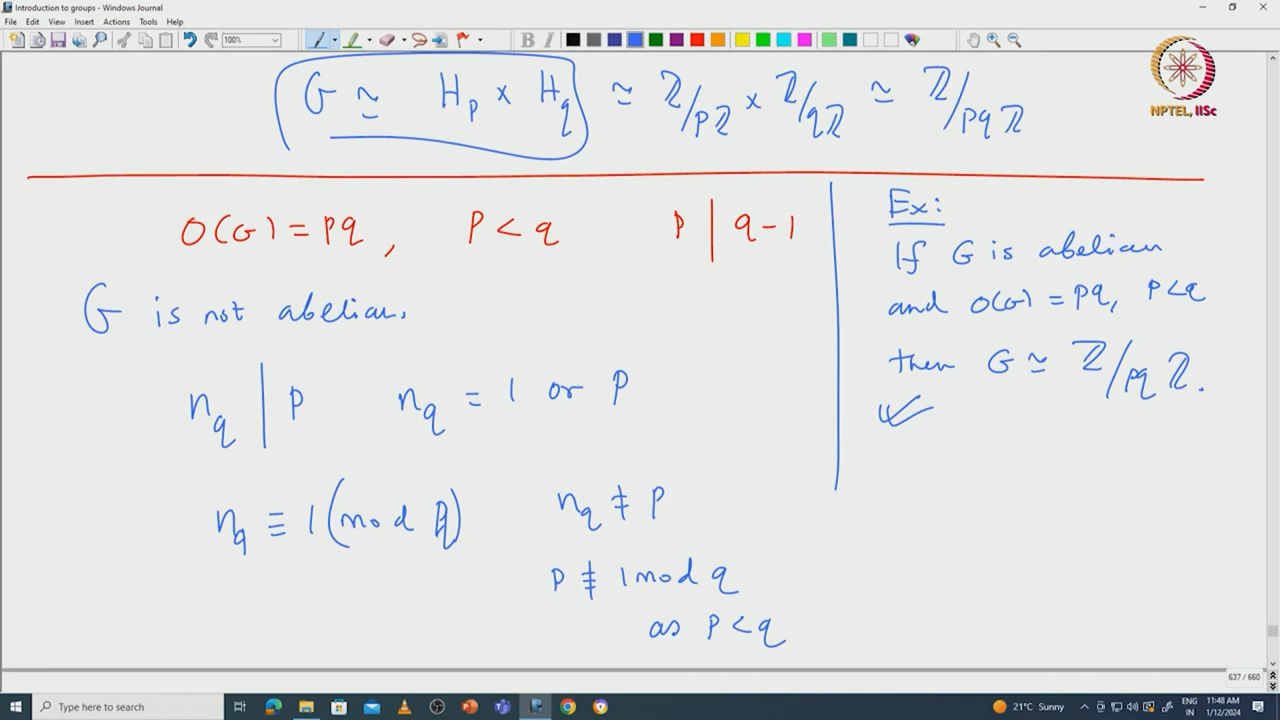 Introduction to groups - Windows Journal
File Edit View Insert Actions Tools Help
100%
B I
G ≃ H_p × H_q ≃ ℤ/pℤ × ℤ/qℤ ≃ ℤ/pqℤ
NPTEL, IISc
O(G) = pq, p < q p | q-1
G is not abelian.
n_q | p n_q = 1 or p
n_q ≡ 1 (mod q) n_q ≠ p
p ≢ 1 mod q
as p < q
Ex:
If G is abelian
and O(G) = pq, p<q
then G ≃ ℤ/pqℤ.
637 / 660
Type here to search
21°C Sunny
ENG
IN
11:48 AM
1/12/2024